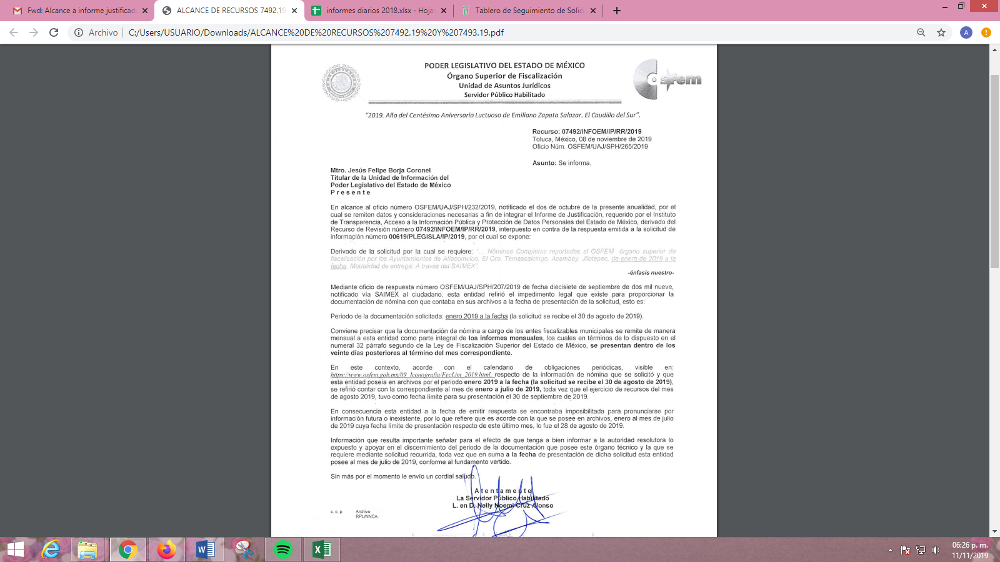 Fwd: Alcance a informe justificad
ALCANCE DE RECURSOS 7492.19
informes diarios 2018.xlsx - Hoja
Tablero de Seguimiento de Solici
Archivo
C:/Users/USUARIO/Downloads/ALCANCE%20DE%20RECURSOS%207492.19%20Y%207493.19.pdf
A
PODER LEGISLATIVO DEL ESTADO DE MÉXICO
Órgano Superior de Fiscalización
Unidad de Asuntos Jurídicos
Servidor Público Habilitado
osfem
"2019. Año del Centésimo Aniversario Luctuoso de Emiliano Zapata Salazar. El Caudillo del Sur".
Recurso: 07492/INFOEM/IP/RR/2019
Toluca, México, 08 de noviembre de 2019
Oficio Núm. OSFEM/UAJ/SPH/265/2019
Asunto: Se informa.
Mtro. Jesús Felipe Borja Coronel
Titular de la Unidad de Información del
Poder Legislativo del Estado de México
P r e s e n t e
En alcance al oficio número OSFEM/UAJ/SPH/232/2019, notificado el dos de octubre de la presente anualidad, por el
cual se remiten datos y consideraciones necesarias a fin de integrar el Informe de Justificación, requerido por el Instituto
de Transparencia, Acceso a la Información Pública y Protección de Datos Personales del Estado de México, derivado del
Recurso de Revisión número 07492/INFOEM/IP/RR/2019, interpuesto en contra de la respuesta emitida a la solicitud de
información número 00619/PLEGISLA/IP/2019, por el cual se expone:
Derivado de la solicitud por la cual se requiere: "... Nóminas Completas reportadas al OSFEM órgano superior de
fiscalización por los Ayuntamientos de Atlacomulco, El Oro, Temascalcingo, Acambay, Jilotepec, de enero de 2019 a la
fecha. Modalidad de entrega: A través del SAIMEX".
-énfasis nuestro-
Mediante oficio de respuesta número OSFEM/UAJ/SPH/207/2019 de fecha diecisiete de septiembre de dos mil nueve,
notificado vía SAIMEX al ciudadano, esta entidad refirió el impedimento legal que existe para proporcionar la
documentación de nómina con que contaba en sus archivos a la fecha de presentación de la solicitud, esto es:
Periodo de la documentación solicitada: enero 2019 a la fecha (la solicitud se recibe el 30 de agosto de 2019).
Conviene precisar que la documentación de nómina a cargo de los entes fiscalizables municipales se remite de manera
mensual a esta entidad como parte integral de los informes mensuales, los cuales en términos de lo dispuesto en el
numeral 32 párrafo segundo de la Ley de Fiscalización Superior del Estado de México, se presentan dentro de los
veinte días posteriores al término del mes correspondiente.
En este contexto, acorde con el calendario de obligaciones periódicas, visible en:
https://www.osfem.gob.mx/09_Iconografia/FecLim_2019.html, respecto de la información de nómina que se solicitó y que
esta entidad poseía en archivos por el periodo enero 2019 a la fecha (la solicitud se recibe el 30 de agosto de 2019),
se refirió contar con la correspondiente al mes de enero a julio de 2019, toda vez que el ejercicio de recursos del mes
de agosto 2019, tuvo como fecha límite para su presentación el 30 de septiembre de 2019.
En consecuencia esta entidad a la fecha de emitir respuesta se encontraba imposibilitada para pronunciarse por
información futura o inexistente, por lo que refiere que es acorde con la que se posee en archivos, enero al mes de julio
de 2019 cuya fecha límite de presentación respecto de este último mes, lo fue el 28 de agosto de 2019.
Información que resulta importante señalar para el efecto de que tenga a bien informar a la autoridad resolutora lo
expuesto y apoyar en el discernimiento del periodo de la documentación que posee este órgano técnico y la que se
requiere mediante solicitud recurrida, toda vez que en suma a la fecha de presentación de dicha solicitud esta entidad
posee al mes de julio de 2019, conforme al fundamento vertido.
Sin más por el momento le envío un cordial saludo.
A t e n t a m e n t e
La Servidor Público Habilitado
L. en D. Nelly Noemi Cruz Alonso
c. c. p. Archivo
RPL/NNCA.
06:26 p. m.
11/11/2019